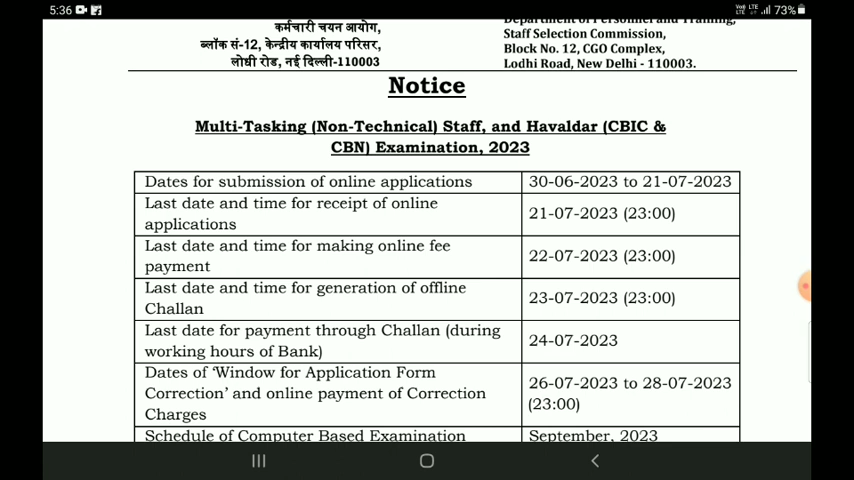 5:36
73%
कर्मचारी चयन आयोग,
ब्लॉक सं-12, केन्द्रीय कार्यालय परिसर,
लोधी रोड, नई दिल्ली-110003
Department of Personnel and Training,
Staff Selection Commission,
Block No. 12, CGO Complex,
Lodhi Road, New Delhi - 110003.
Notice
Multi-Tasking (Non-Technical) Staff, and Havaldar (CBIC &
CBN) Examination, 2023
Dates for submission of online applications
30-06-2023 to 21-07-2023
Last date and time for receipt of online
applications
21-07-2023 (23:00)
Last date and time for making online fee
payment
22-07-2023 (23:00)
Last date and time for generation of offline
Challan
23-07-2023 (23:00)
Last date for payment through Challan (during
working hours of Bank)
24-07-2023
Dates of ‘Window for Application Form
Correction’ and online payment of Correction
Charges
26-07-2023 to 28-07-2023
(23:00)
Schedule of Computer Based Examination
September, 2023